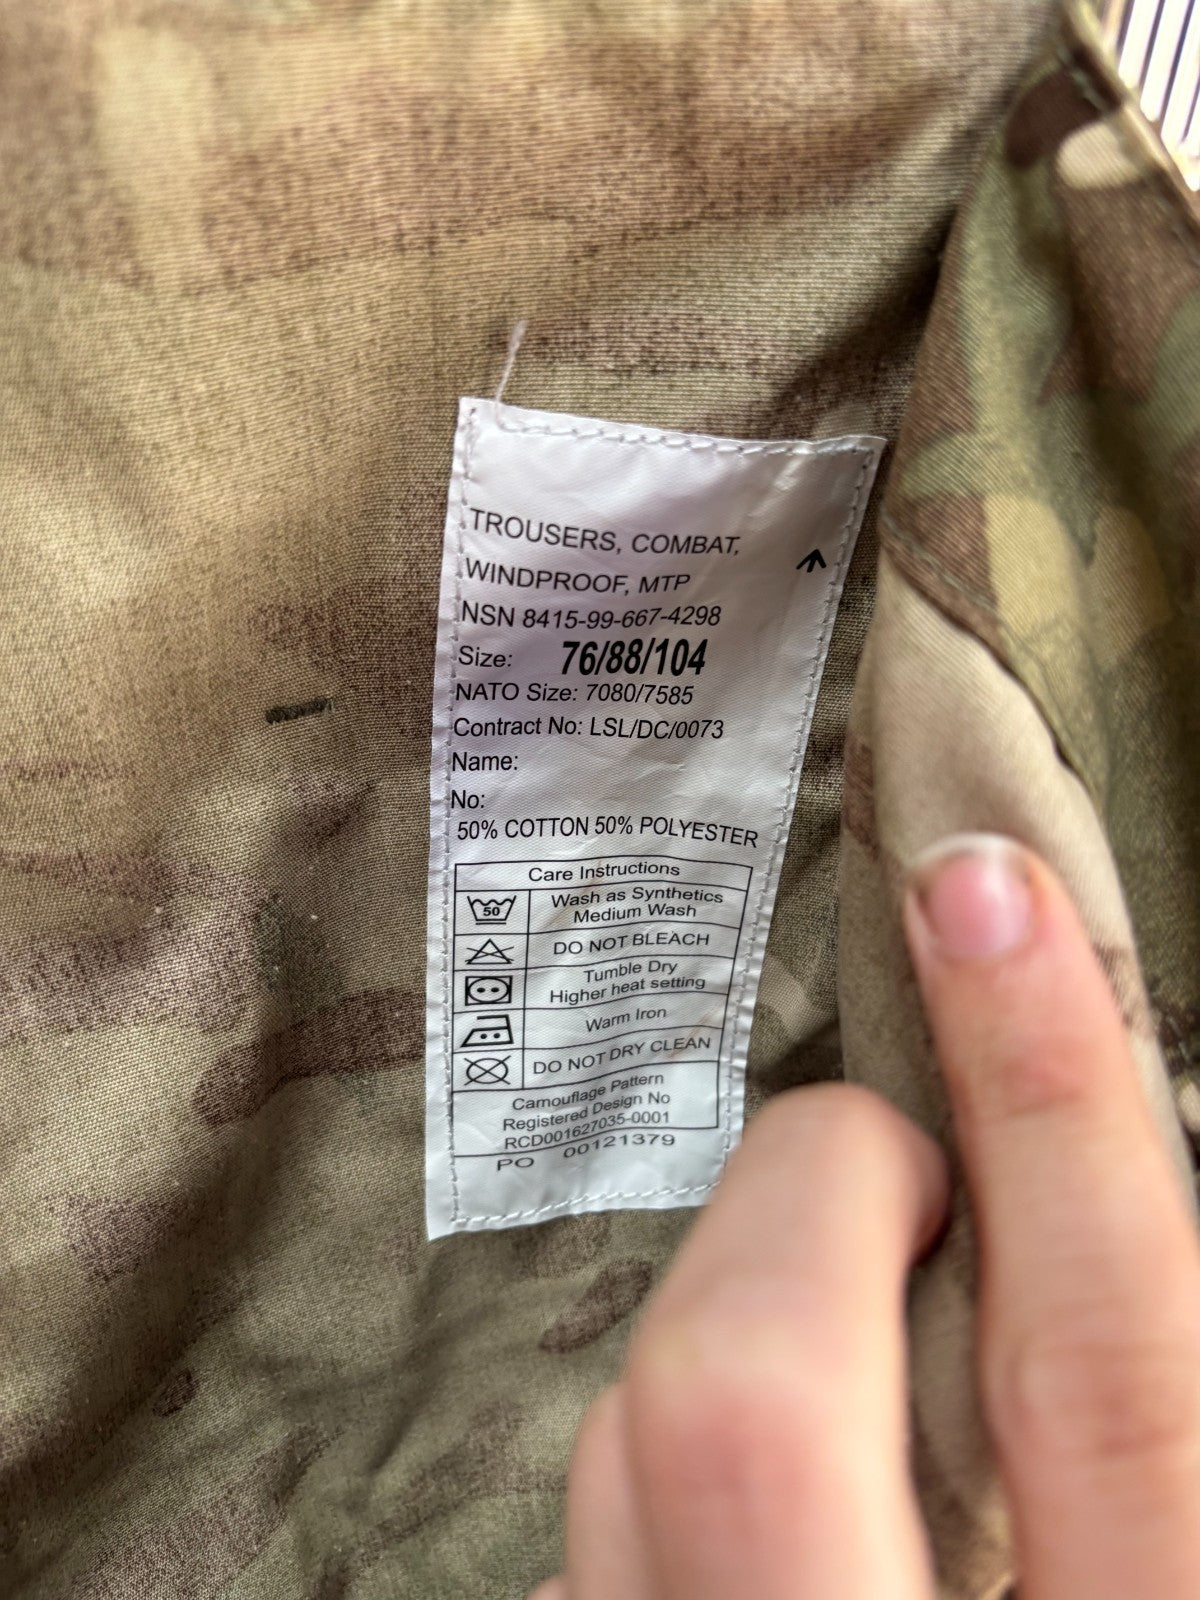 TROUSERS, COMBAT,
WINDPROOF, MTP
NSN 8415-99-667-4298
Size: 76/88/104
NATO Size: 7080/7585
Contract No: LSL/DC/0073
Name:
No:
50% COTTON 50% POLYESTER
Care Instructions
50 Wash as Synthetics
Medium Wash
DO NOT BLEACH
Tumble Dry
Higher heat setting
Warm Iron
DO NOT DRY CLEAN
Camouflage Pattern
Registered Design No
RCD001627035-0001
PO 00121379